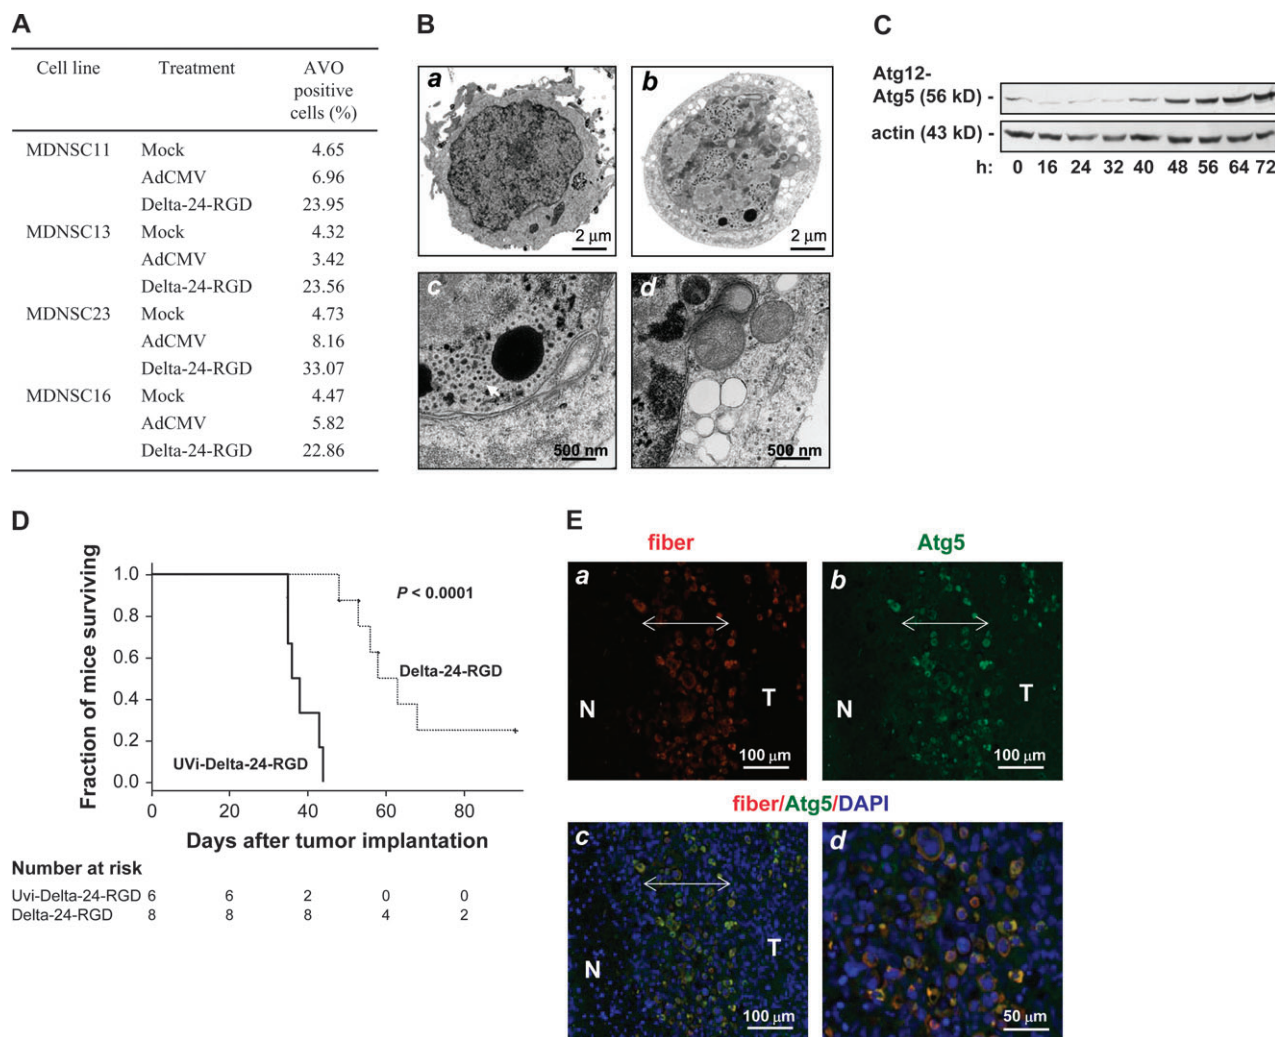 A
Cell line Treatment AVO
positive
cells (%)
MDNSC11 Mock 4.65
AdCMV 6.96
Delta-24-RGD 23.95
MDNSC13 Mock 4.32
AdCMV 3.42
Delta-24-RGD 23.56
MDNSC23 Mock 4.73
AdCMV 8.16
Delta-24-RGD 33.07
MDNSC16 Mock 4.47
AdCMV 5.82
Delta-24-RGD 22.86
B
a
2 μm
b
2 μm
c
500 nm
d
500 nm
C
Atg12-
Atg5 (56 kD) -
actin (43 kD) -
h: 0 16 24 32 40 48 56 64 72
D
Fraction of mice surviving
1.0
0.8
0.6
0.4
0.2
0.0
P < 0.0001
Delta-24-RGD
UVi-Delta-24-RGD
0 20 40 60 80
Days after tumor implantation
Number at risk
Uvi-Delta-24-RGD 6 6 2 0 0
Delta-24-RGD 8 8 8 4 2
E
fiber Atg5
a
N T
100 μm
b
N T
100 μm
fiber/Atg5/DAPI
c
N T
100 μm
d
50 μm